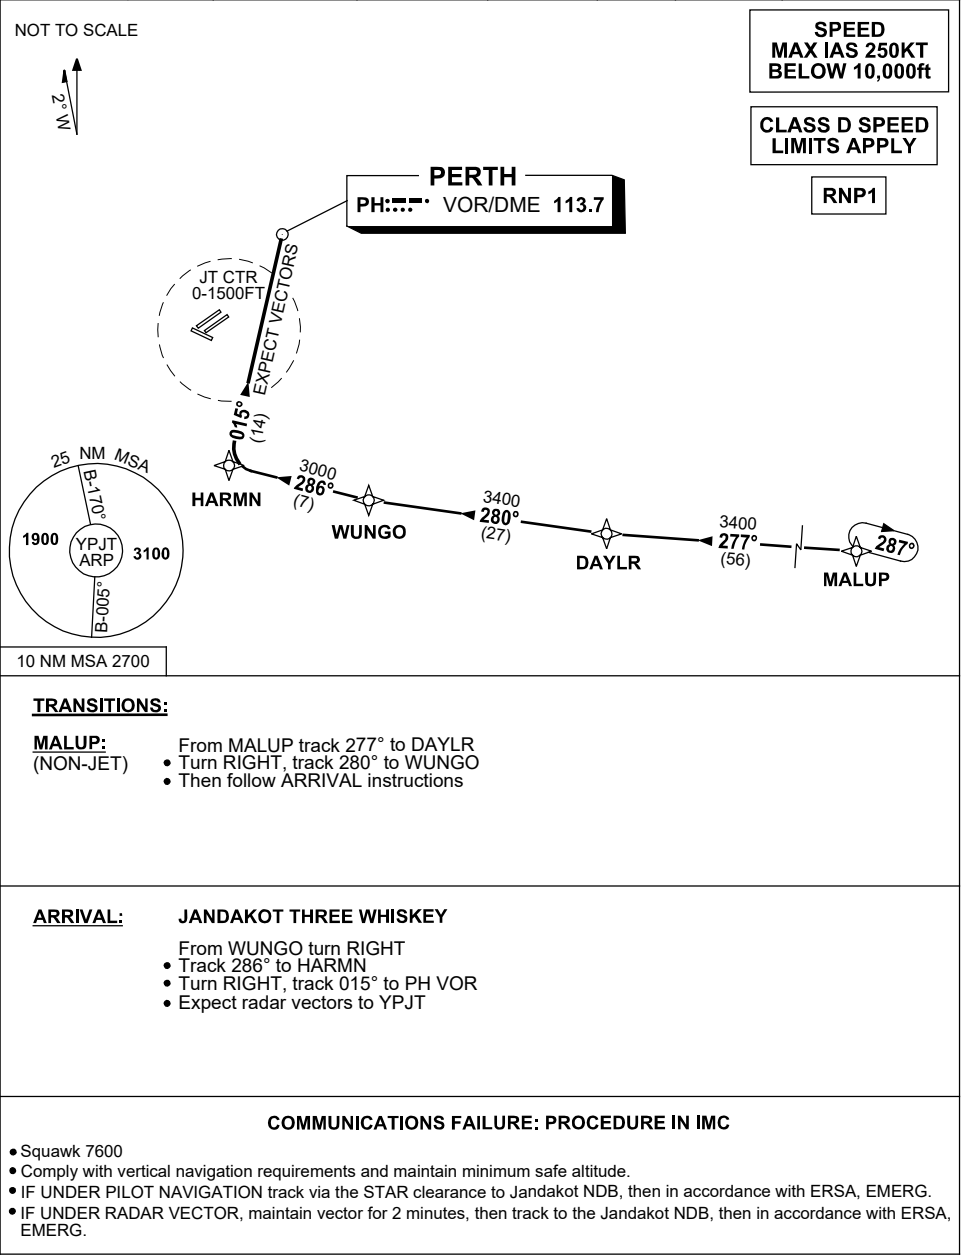 NOT TO SCALE
2° W
SPEED
MAX IAS 250KT
BELOW 10,000ft
CLASS D SPEED
LIMITS APPLY
RNP1
PERTH
PH VOR/DME 113.7
JT CTR
0-1500FT
EXPECT VECTORS
015°
(14)
HARMN
3000
286°
(7)
WUNGO
3400
280°
(27)
DAYLR
3400
277°
(56)
MALUP
287°
25 NM MSA
B-170°
1900
YPJT
ARP
3100
B-005°
10 NM MSA 2700
TRANSITIONS:
MALUP: From MALUP track 277° to DAYLR
(NON-JET) • Turn RIGHT, track 280° to WUNGO
• Then follow ARRIVAL instructions
ARRIVAL: JANDAKOT THREE WHISKEY
From WUNGO turn RIGHT
• Track 286° to HARMN
• Turn RIGHT, track 015° to PH VOR
• Expect radar vectors to YPJT
COMMUNICATIONS FAILURE: PROCEDURE IN IMC
• Squawk 7600
• Comply with vertical navigation requirements and maintain minimum safe altitude.
• IF UNDER PILOT NAVIGATION track via the STAR clearance to Jandakot NDB, then in accordance with ERSA, EMERG.
• IF UNDER RADAR VECTOR, maintain vector for 2 minutes, then track to the Jandakot NDB, then in accordance with ERSA,
EMERG.